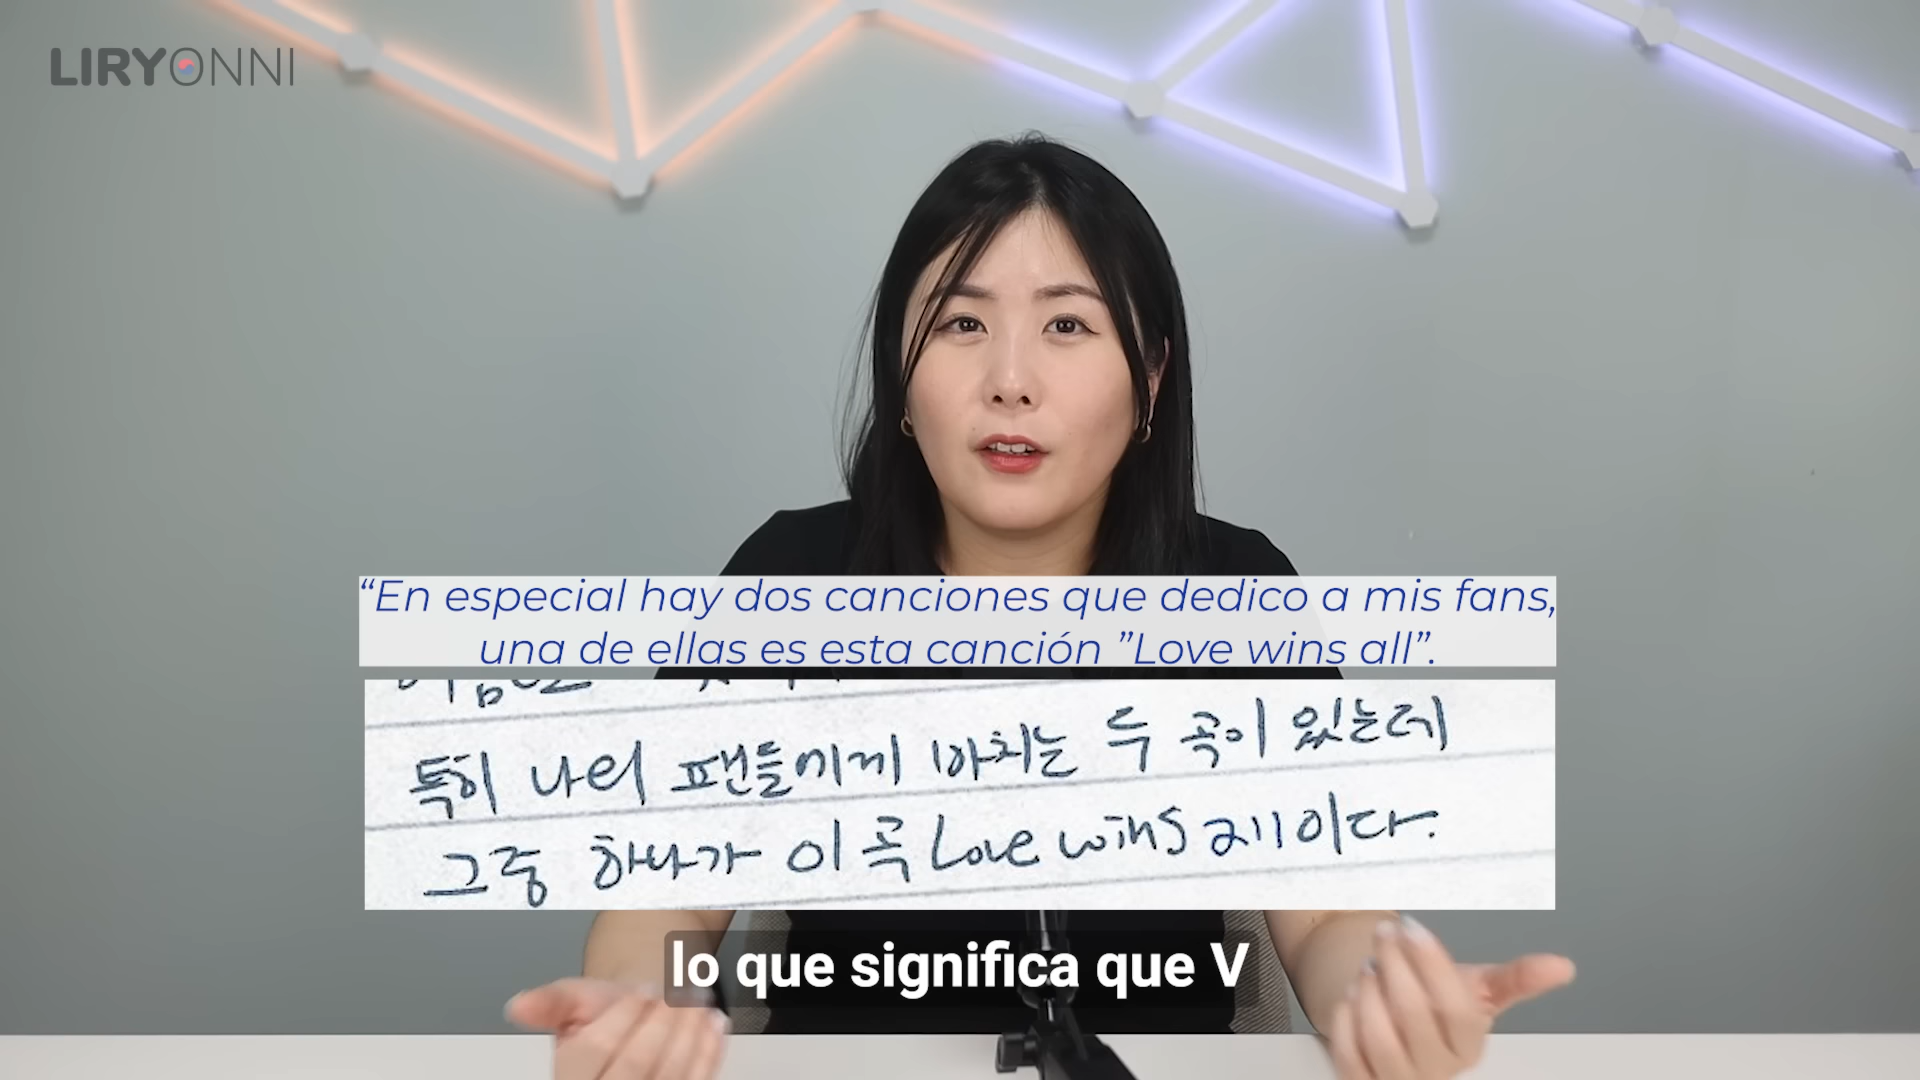 LIRYONNI
“En especial hay dos canciones que dedico a mis fans,
una de ellas es esta canción ”Love wins all”.
특히 나의 팬들에게 바치는 두 곡이 있는데
그중 하나가 이 곡 Love wins all이다.
lo que significa que V